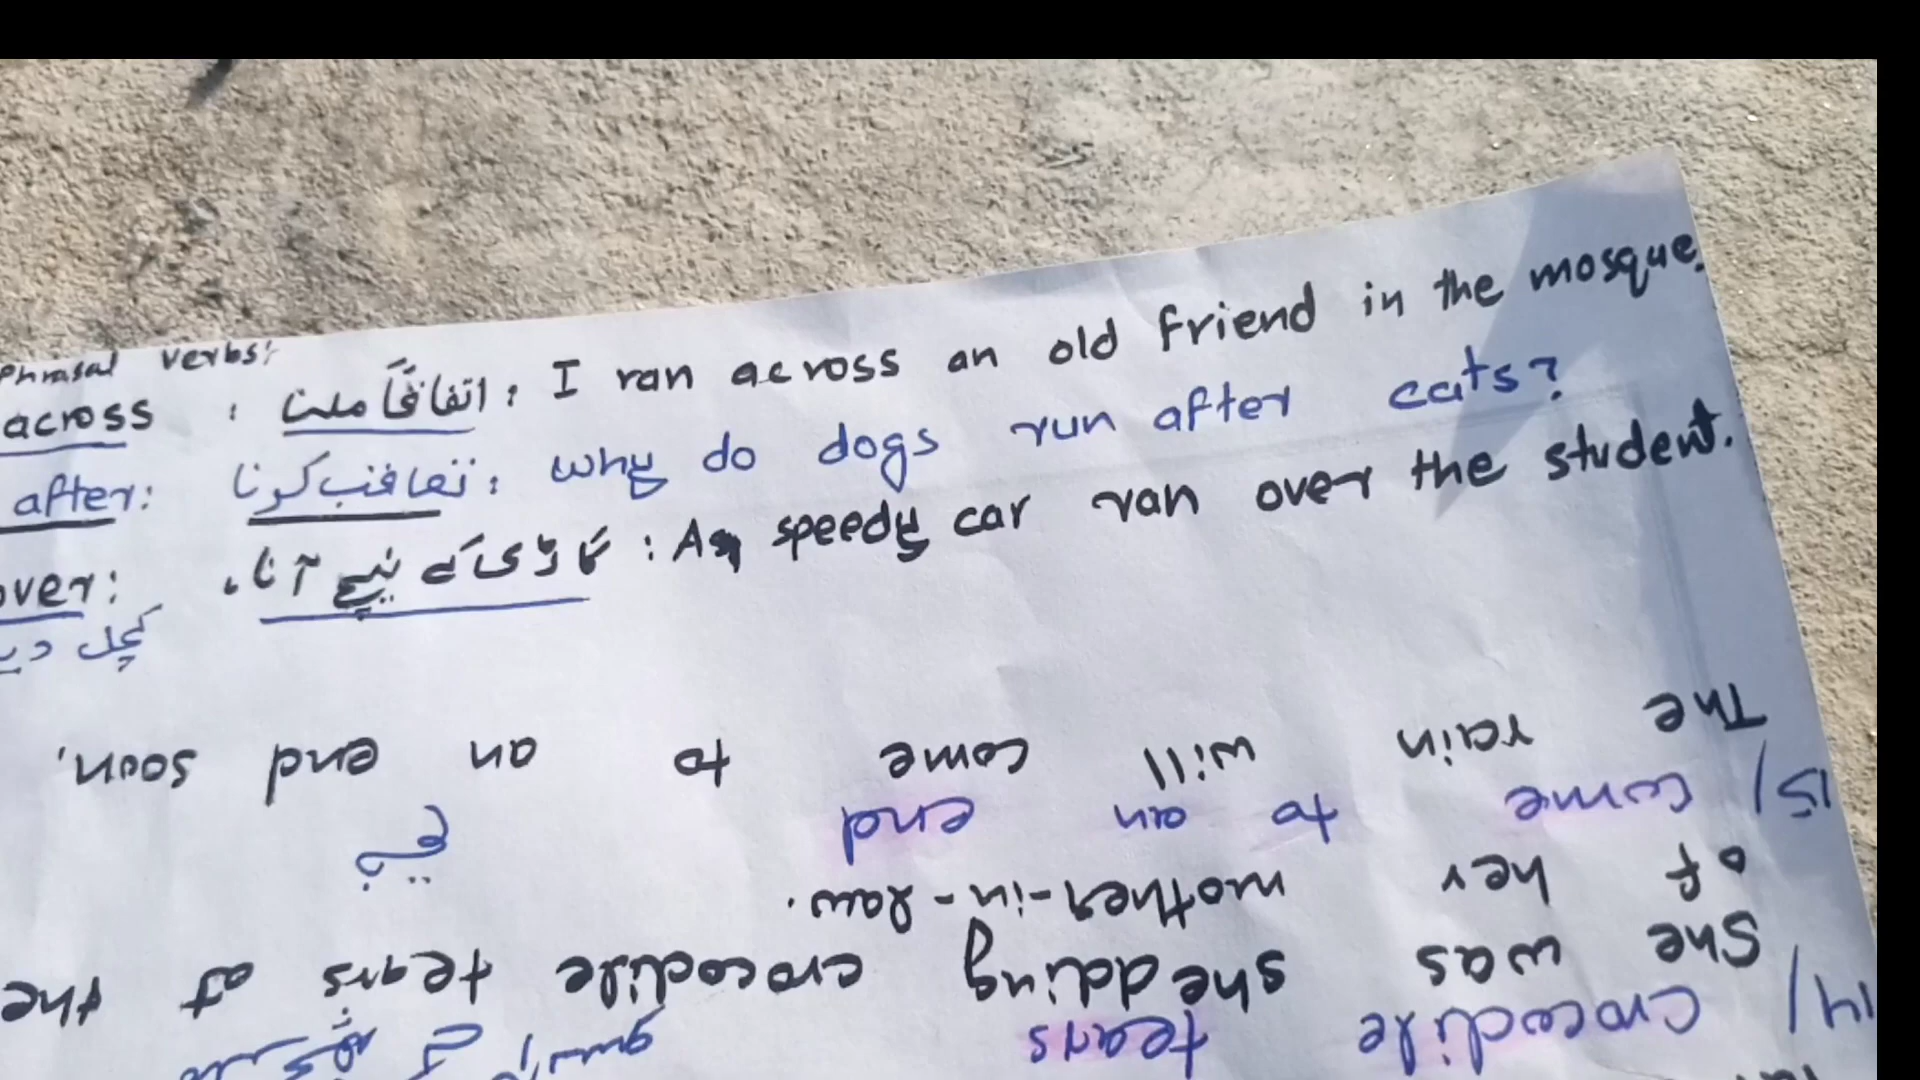 Phrasal verbs:
across : اتفاقاً ملنا : I ran across an old friend in the mosque.
after: تعاقب کرنا : why do dogs run after cats?
over: گاڑی کے نیچے آنا۔ : A speedy car ran over the student.
کچل
14) crocodile tears
She was shedding crocodile tears at the
of her mother-in-law.
15) come to an end
The rain will come to an end soon.